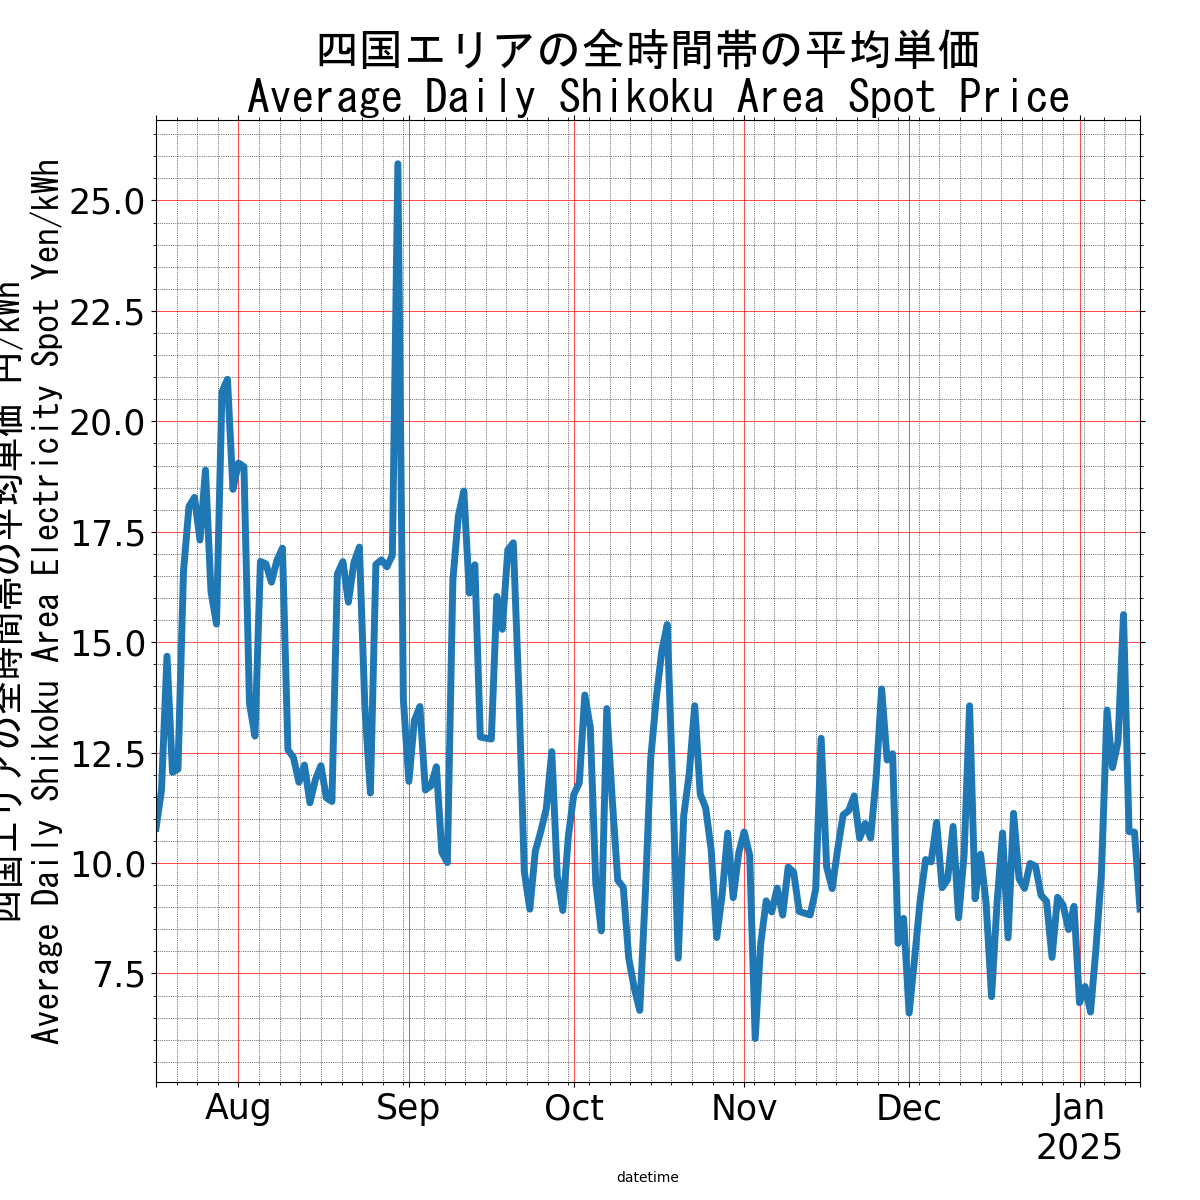 四国エリアの全時間帯の平均単価
Average Daily Shikoku Area Spot Price
四国エリアの全時間帯の平均単価 円/kWh
Average Daily Shikoku Area Electricity Spot Yen/kWh
25.0
22.5
20.0
17.5
15.0
12.5
10.0
7.5
Aug Sep Oct Nov Dec Jan
2025
datetime